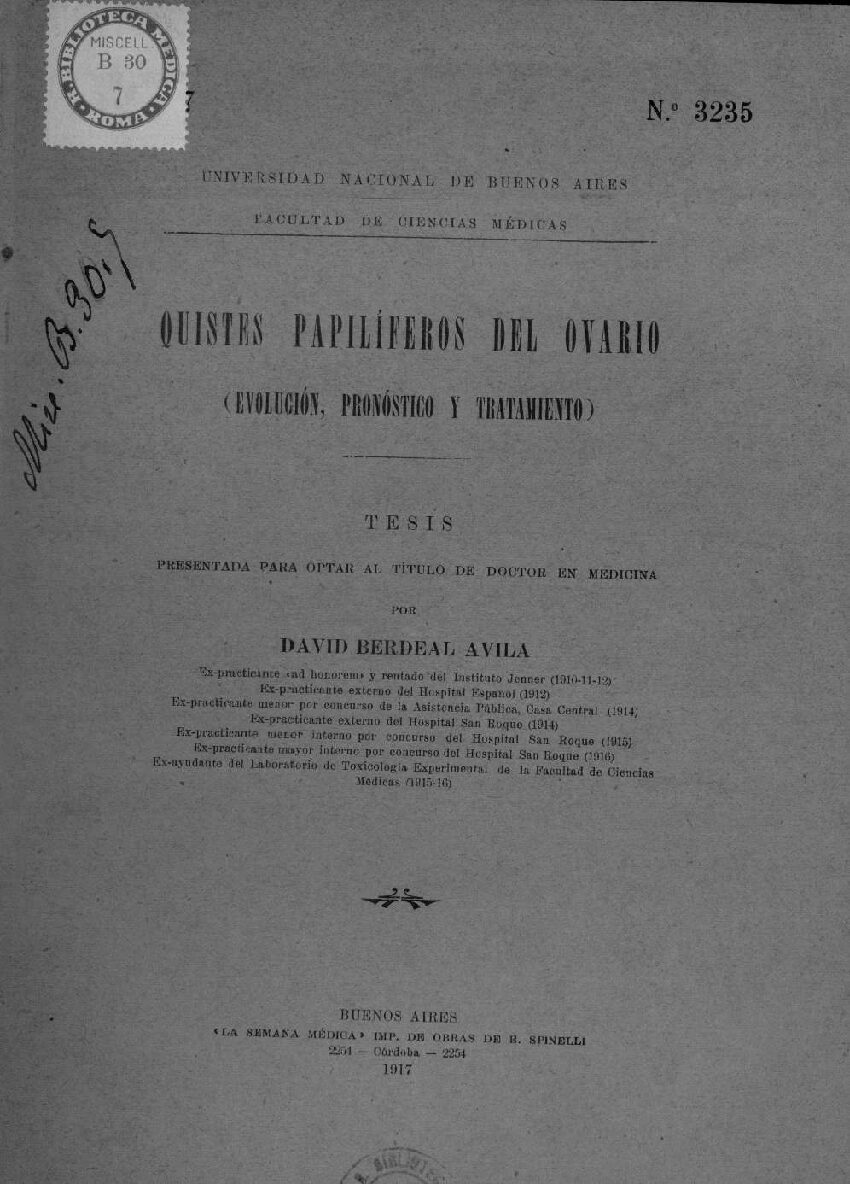 R. BIBLIOTECA MEDICA
MISCELL.
B 30
7
• ROMA •
7
N.º 3235
UNIVERSIDAD NACIONAL DE BUENOS AIRES
FACULTAD DE CIENCIAS MÉDICAS
B. 30.
QUISTES PAPILÍFEROS DEL OVARIO
(EVOLUCIÓN, PRONÓSTICO Y TRATAMIENTO)
TESIS
PRESENTADA PARA OPTAR AL TÍTULO DE DOCTOR EN MEDICINA
POR
DAVID BERDEAL AVILA
Ex-practicante «ad honorem» y rentado del Instituto Jenner (1910-11-12)
Ex-practicante externo del Hospital Español (1912)
Ex-practicante menor por concurso de la Asistencia Pública, Casa Central (1914)
Ex-practicante externo del Hospital San Roque (1914)
Ex-practicante menor interno por concurso del Hospital San Roque (1915)
Ex-practicante mayor interno por concurso del Hospital San Roque (1916)
Ex-ayudante del Laboratorio de Toxicología Experimental de la Facultad de Ciencias
Médicas (1915-16)
BUENOS AIRES
«LA SEMANA MÉDICA» IMP. DE OBRAS DE E. SPINELLI
2254 — Córdoba — 2254
1917
R. BIBLIOTEC